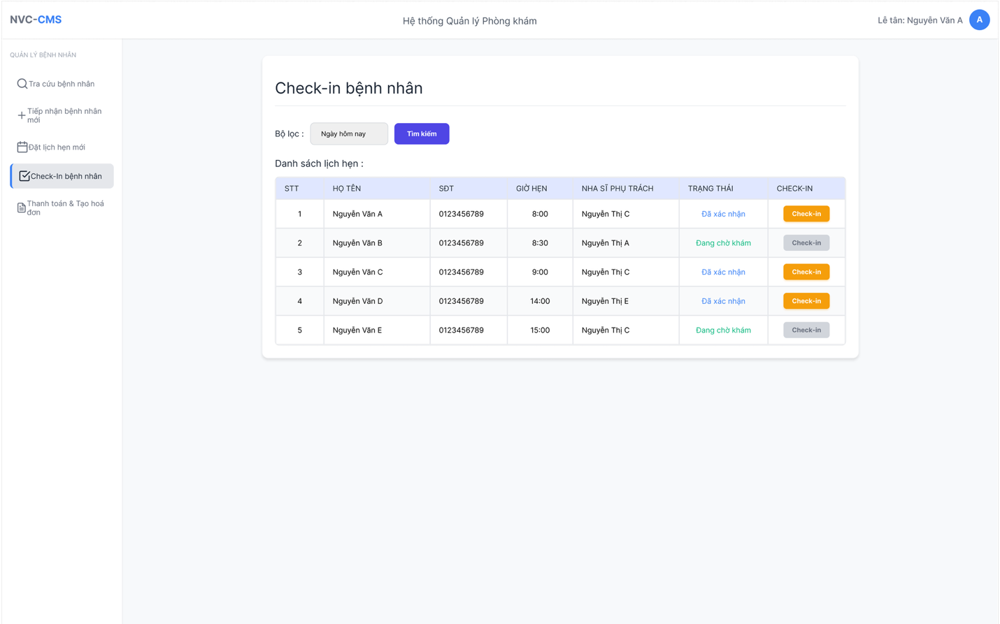 NVC-CMS
Hệ thống Quản lý Phòng khám
Lễ tân: Nguyễn Văn A
A
QUẢN LÝ BỆNH NHÂN
Tra cứu bệnh nhân
Tiếp nhận bệnh nhân
mới
Đặt lịch hẹn mới
Check-In bệnh nhân
Thanh toán & Tạo hoá
đơn
Check-in bệnh nhân
Bộ lọc :
Ngày hôm nay
Tìm kiếm
Danh sách lịch hẹn :
STT HỌ TÊN SĐT GIỜ HẸN NHA SĨ PHỤ TRÁCH TRẠNG THÁI CHECK-IN
1 Nguyễn Văn A 0123456789 8:00 Nguyễn Thị C Đã xác nhận Check-in
2 Nguyễn Văn B 0123456789 8:30 Nguyễn Thị A Đang chờ khám Check-in
3 Nguyễn Văn C 0123456789 9:00 Nguyễn Thị C Đã xác nhận Check-in
4 Nguyễn Văn D 0123456789 14:00 Nguyễn Thị E Đã xác nhận Check-in
5 Nguyễn Văn E 0123456789 15:00 Nguyễn Thị C Đang chờ khám Check-in